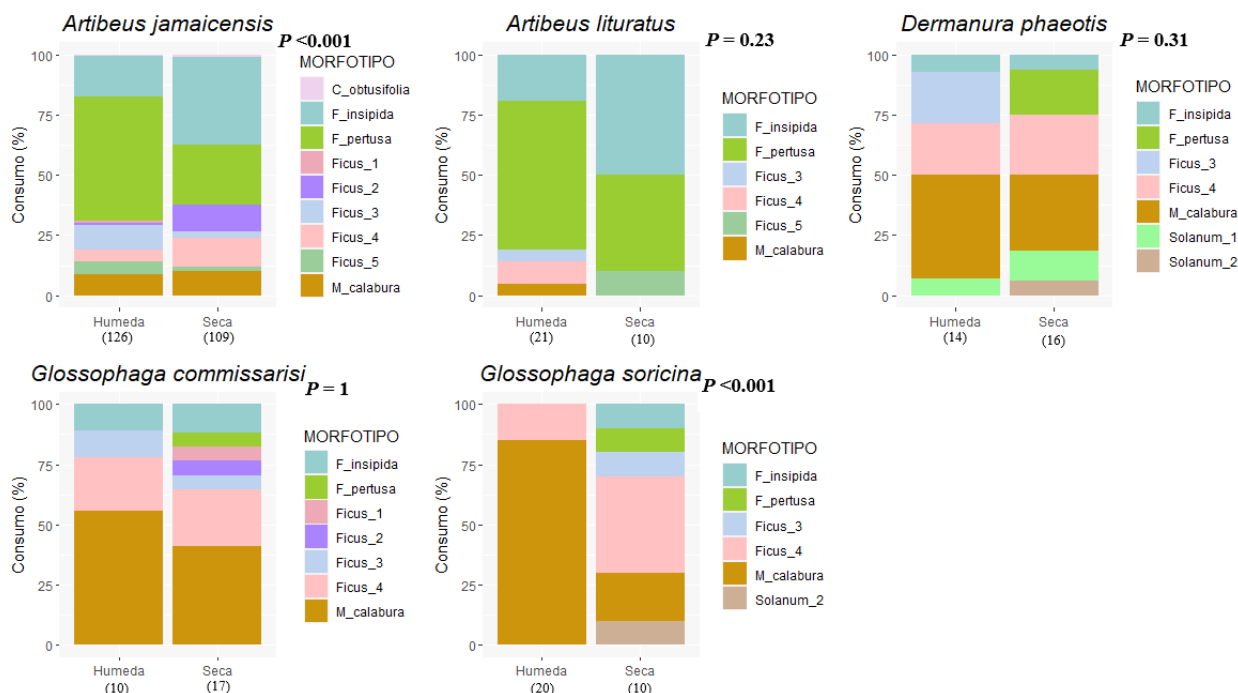 Artibeus jamaicensis
P <0.001
Consumo (%)
100
75
50
25
0
Humeda
Seca
(126)
(109)
MORFOTIPO
C_obtusifolia
F_insipida
F_pertusa
Ficus_1
Ficus_2
Ficus_3
Ficus_4
Ficus_5
M_calabura
Artibeus lituratus
P = 0.23
Consumo (%)
100
75
50
25
0
Humeda
Seca
(21)
(10)
MORFOTIPO
F_insipida
F_pertusa
Ficus_3
Ficus_4
Ficus_5
M_calabura
Dermanura phaeotis
P = 0.31
Consumo (%)
100
75
50
25
0
Humeda
Seca
(14)
(16)
MORFOTIPO
F_insipida
F_pertusa
Ficus_3
Ficus_4
M_calabura
Solanum_1
Solanum_2
Glossophaga commissarisi
P = 1
Consumo (%)
100
75
50
25
0
Humeda
Seca
(10)
(17)
MORFOTIPO
F_insipida
F_pertusa
Ficus_1
Ficus_2
Ficus_3
Ficus_4
M_calabura
Glossophaga soricina
P <0.001
Consumo (%)
100
75
50
25
0
Humeda
Seca
(20)
(10)
MORFOTIPO
F_insipida
F_pertusa
Ficus_3
Ficus_4
M_calabura
Solanum_2